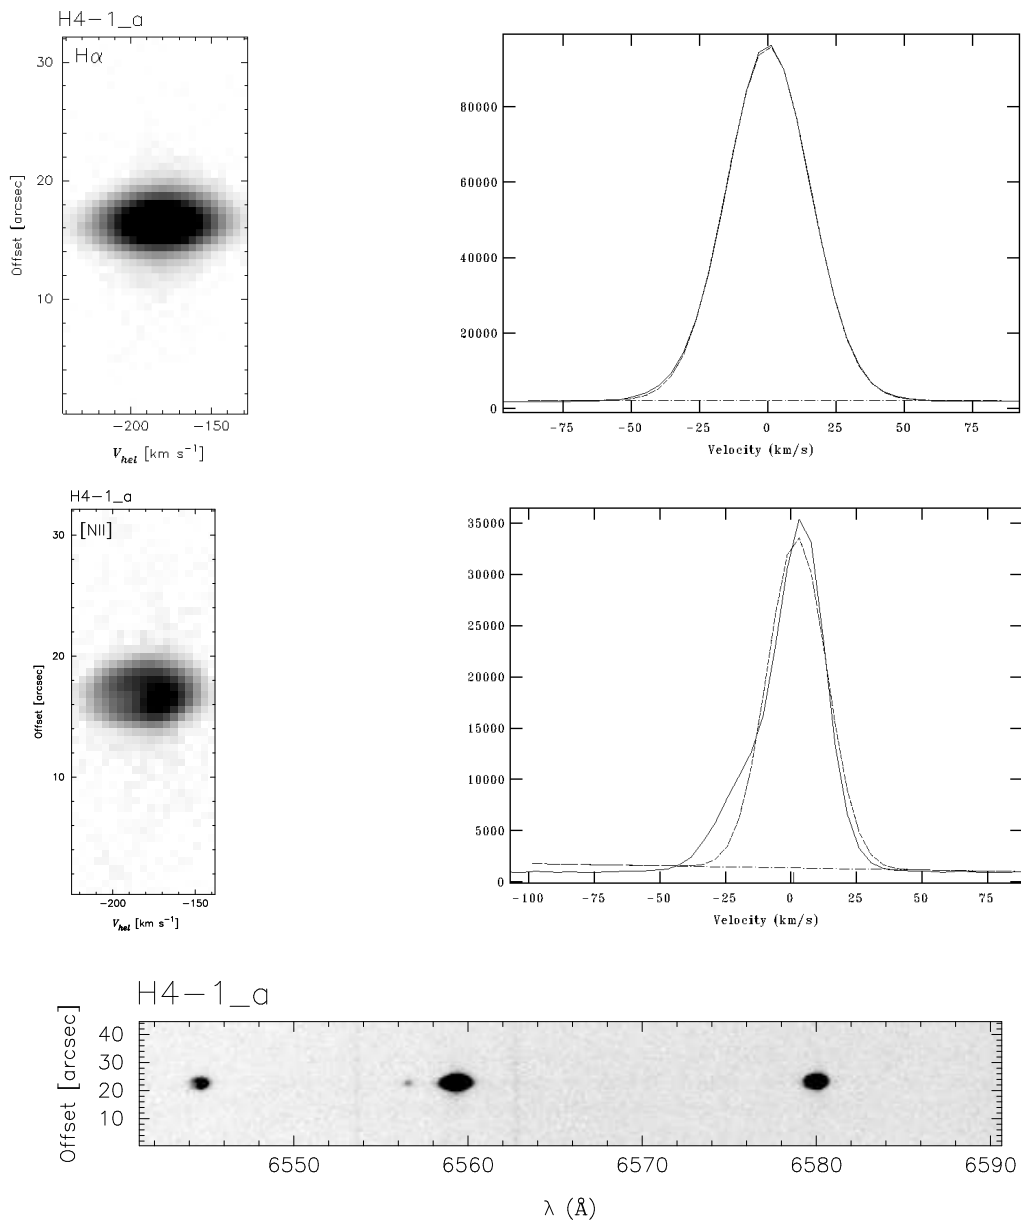 H4-1_a
Hα
30
20
10
Offset [arcsec]
-200 -150
V_hel [km s⁻¹]
80000
60000
40000
20000
0
-75 -50 -25 0 25 50 75
Velocity (km/s)
H4-1_a
[NII]
30
20
10
Offset [arcsec]
-200 -150
V_hel [km s⁻¹]
35000
30000
25000
20000
15000
10000
5000
0
-100 -75 -50 -25 0 25 50 75
Velocity (km/s)
H4-1_a
40
30
20
10
Offset [arcsec]
6550 6560 6570 6580 6590
λ (Å)